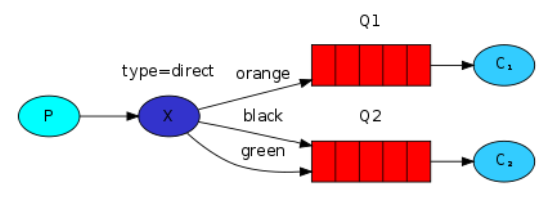 Q1
type=direct
orange
C₁
P
X
black
Q2
green
C₂